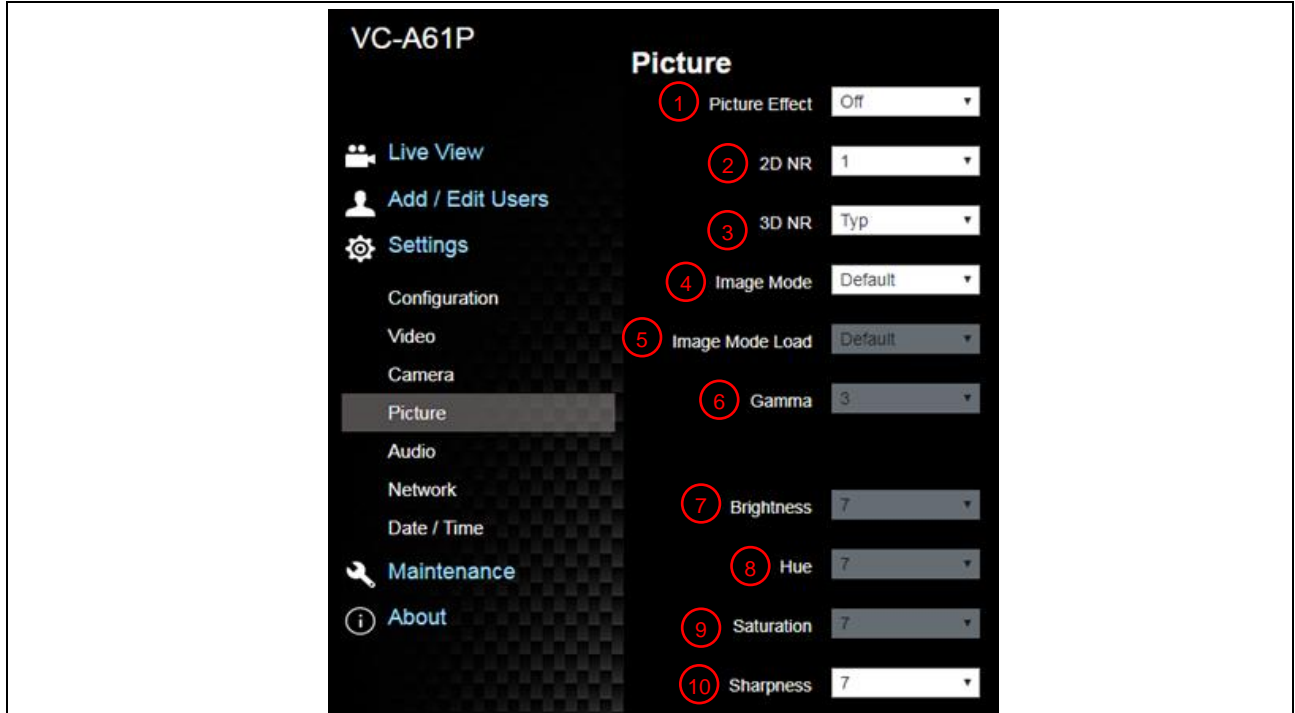 VC-A61P
Live View
Add / Edit Users
Settings
Configuration
Video
Camera
Picture
Audio
Network
Date / Time
Maintenance
About
Picture
1 Picture Effect Off
2 2D NR 1
3 3D NR Typ
4 Image Mode Default
5 Image Mode Load Default
6 Gamma 3
7 Brightness 7
8 Hue 7
9 Saturation 7
10 Sharpness 7